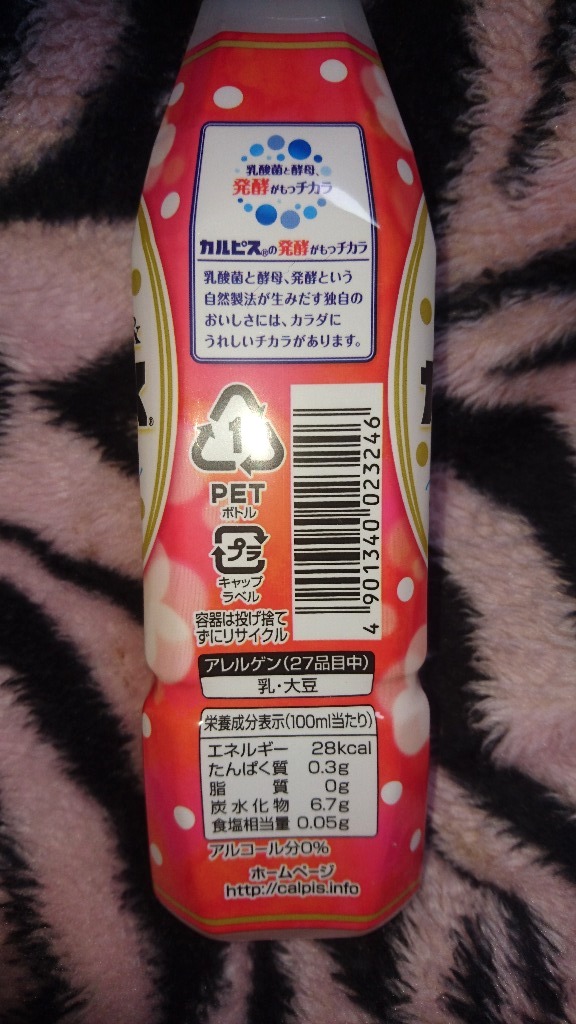 乳酸菌と酵母、
発酵がもつチカラ
カルピス®の発酵がもつチカラ
乳酸菌と酵母、発酵という
自然製法が生みだす独自の
おいしさには、カラダに
うれしいチカラがあります。
1
PET
ボトル
プラ
キャップ
ラベル
容器は投げ捨て
ずにリサイクル
4 901340 023246
アレルゲン(27品目中)
乳・大豆
栄養成分表示(100ml当たり)
エネルギー 28kcal
たんぱく質 0.3g
脂質 0g
炭水化物 6.7g
食塩相当量 0.05g
アルコール分0%
ホームページ
http://calpis.info